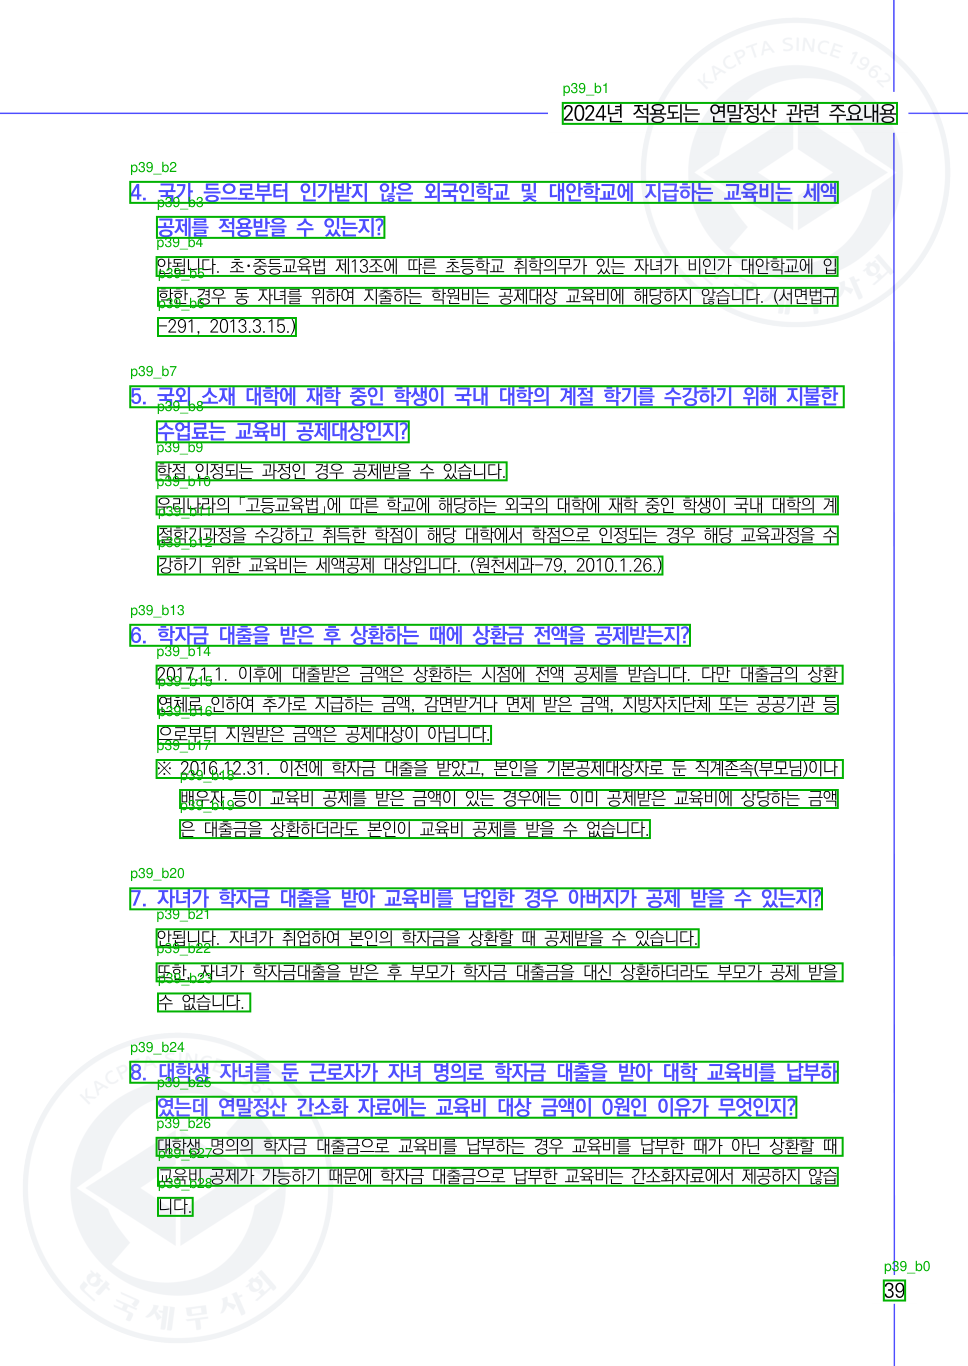 KACPTA SINCE 1962
p39_b1
2024년 적용되는 연말정산 관련 주요내용
p39_b2
4. 국가 등으로부터 인가받지 않은 외국인학교 및 대안학교에 지급하는 교육비는 세액
p39_b3
공제를 적용받을 수 있는지?
p39_b4
안됩니다. 초·중등교육법 제13조에 따른 초등학교 취학의무가 있는 자녀가 비인가 대안학교에 입
p39_b5
학한 경우 동 자녀를 위하여 지출하는 학원비는 공제대상 교육비에 해당하지 않습니다. (서면법규
p39_b6
-291, 2013.3.15.)
p39_b7
5. 국외 소재 대학에 재학 중인 학생이 국내 대학의 계절 학기를 수강하기 위해 지불한
p39_b8
수업료는 교육비 공제대상인지?
p39_b9
학점 인정되는 과정인 경우 공제받을 수 있습니다.
p39_b10
우리나라의 「고등교육법」에 따른 학교에 해당하는 외국의 대학에 재학 중인 학생이 국내 대학의 계
p39_b11
절학기과정을 수강하고 취득한 학점이 해당 대학에서 학점으로 인정되는 경우 해당 교육과정을 수
p39_b12
강하기 위한 교육비는 세액공제 대상입니다. (원천세과-79, 2010.1.26.)
p39_b13
6. 학자금 대출을 받은 후 상환하는 때에 상환금 전액을 공제받는지?
p39_b14
2017.1.1. 이후에 대출받은 금액은 상환하는 시점에 전액 공제를 받습니다. 다만 대출금의 상환
p39_b15
연체로 인하여 추가로 지급하는 금액, 감면받거나 면제 받은 금액, 지방자치단체 또는 공공기관 등
p39_b16
으로부터 지원받은 금액은 공제대상이 아닙니다.
p39_b17
※ 2016.12.31. 이전에 학자금 대출을 받았고, 본인을 기본공제대상자로 둔 직계존속(부모님)이나
p39_b18
배우자 등이 교육비 공제를 받은 금액이 있는 경우에는 이미 공제받은 교육비에 상당하는 금액
p39_b19
은 대출금을 상환하더라도 본인이 교육비 공제를 받을 수 없습니다.
p39_b20
7. 자녀가 학자금 대출을 받아 교육비를 납입한 경우 아버지가 공제 받을 수 있는지?
p39_b21
안됩니다. 자녀가 취업하여 본인의 학자금을 상환할 때 공제받을 수 있습니다.
p39_b22
또한, 자녀가 학자금대출을 받은 후 부모가 학자금 대출금을 대신 상환하더라도 부모가 공제 받을
p39_b23
수 없습니다.
p39_b24
8. 대학생 자녀를 둔 근로자가 자녀 명의로 학자금 대출을 받아 대학 교육비를 납부하
p39_b25
였는데 연말정산 간소화 자료에는 교육비 대상 금액이 0원인 이유가 무엇인지?
p39_b26
대학생 명의의 학자금 대출금으로 교육비를 납부하는 경우 교육비를 납부한 때가 아닌 상환할 때
p39_b27
교육비 공제가 가능하기 때문에 학자금 대출금으로 납부한 교육비는 간소화자료에서 제공하지 않습
p39_b28
니다.
한국세무사회
p39_b0
39